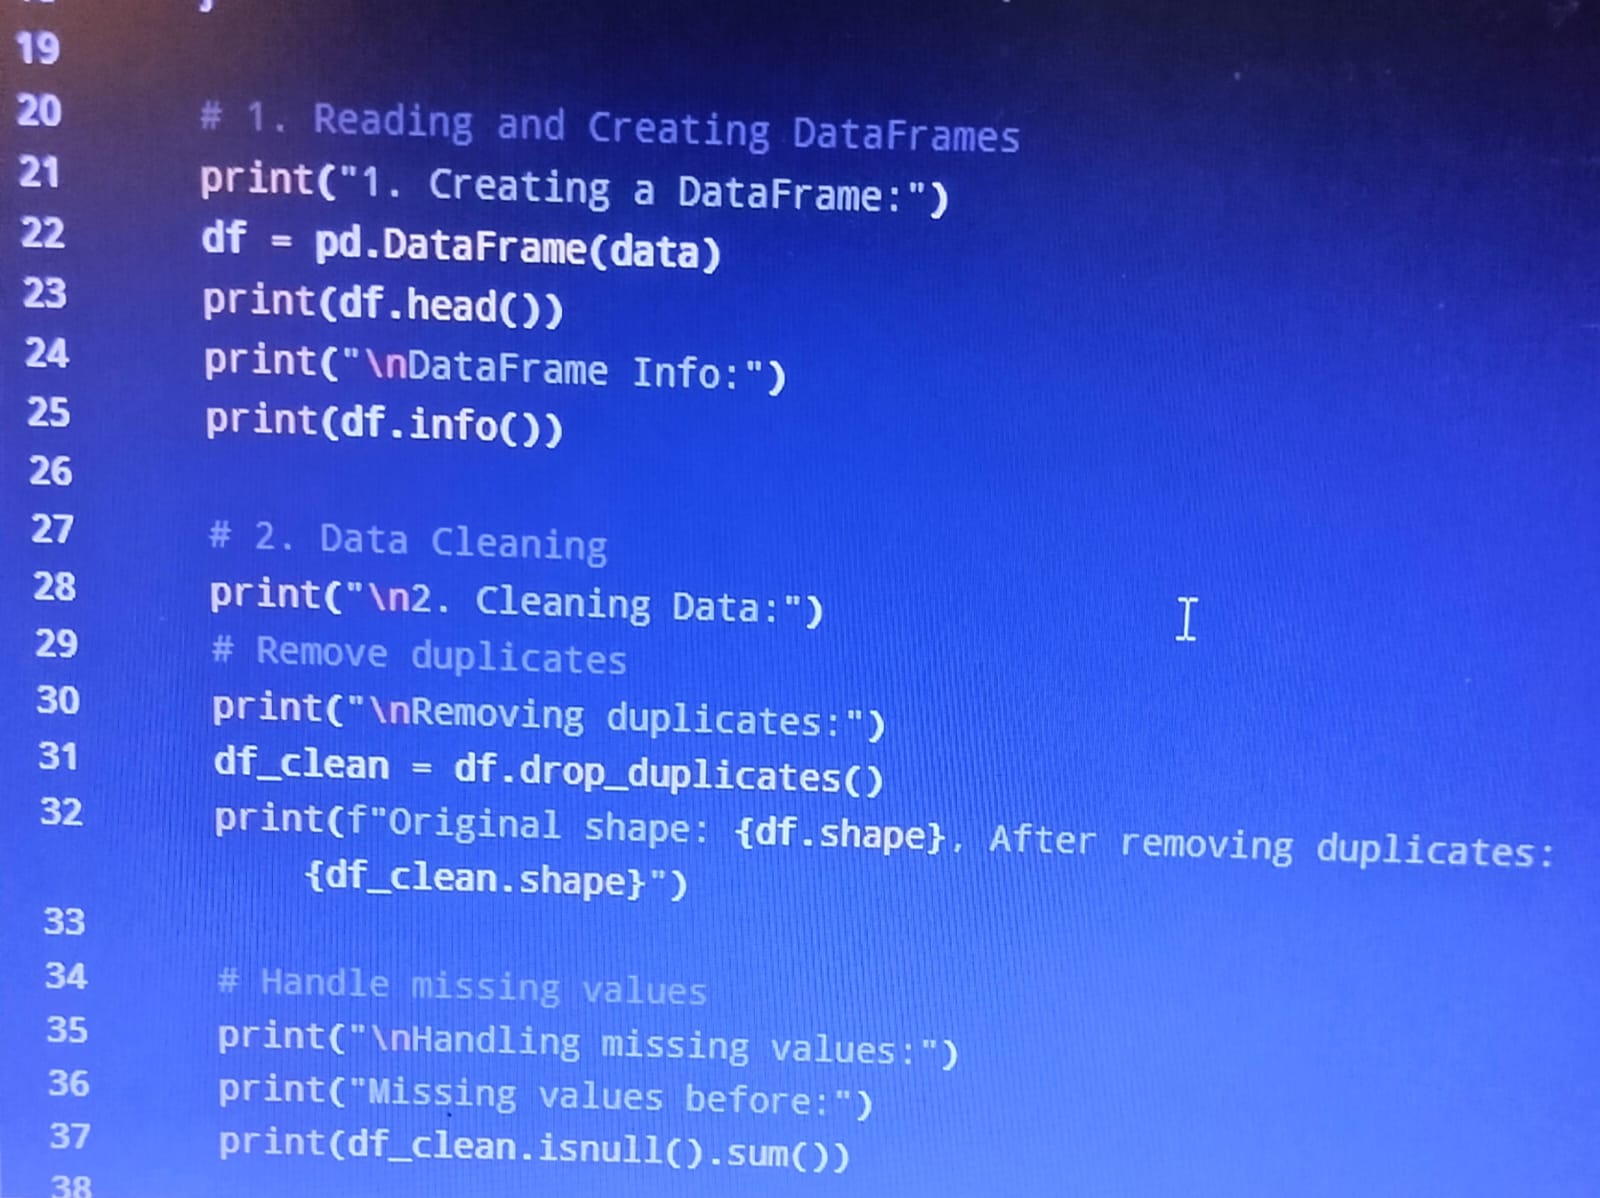 19
20 # 1. Reading and Creating DataFrames
21 print("1. Creating a DataFrame:")
22 df = pd.DataFrame(data)
23 print(df.head())
24 print("\nDataFrame Info:")
25 print(df.info())
26
27 # 2. Data Cleaning
28 print("\n2. Cleaning Data:")
29 # Remove duplicates
30 print("\nRemoving duplicates:")
31 df_clean = df.drop_duplicates()
32 print(f"Original shape: {df.shape}, After removing duplicates:
{df_clean.shape}")
33
34 # Handle missing values
35 print("\nHandling missing values:")
36 print("Missing values before:")
37 print(df_clean.isnull().sum())
38